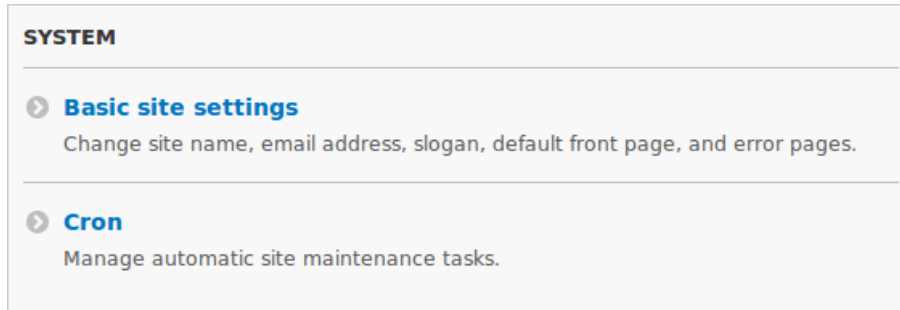 SYSTEM
Basic site settings
Change site name, email address, slogan, default front page, and error pages.
Cron
Manage automatic site maintenance tasks.